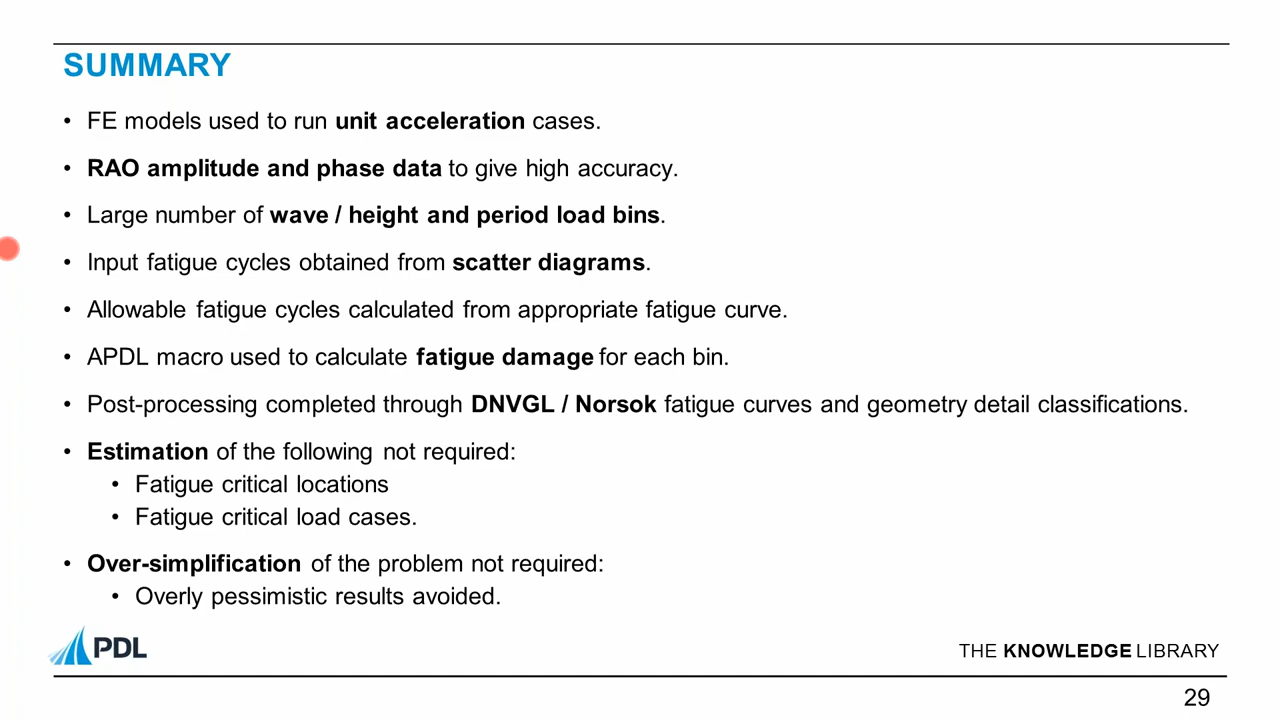 SUMMARY
• FE models used to run unit acceleration cases.
• RAO amplitude and phase data to give high accuracy.
• Large number of wave / height and period load bins.
• Input fatigue cycles obtained from scatter diagrams.
• Allowable fatigue cycles calculated from appropriate fatigue curve.
• APDL macro used to calculate fatigue damage for each bin.
• Post-processing completed through DNVGL / Norsok fatigue curves and geometry detail classifications.
• Estimation of the following not required:
• Fatigue critical locations
• Fatigue critical load cases.
• Over-simplification of the problem not required:
• Overly pessimistic results avoided.
PDL
THE KNOWLEDGE LIBRARY
29